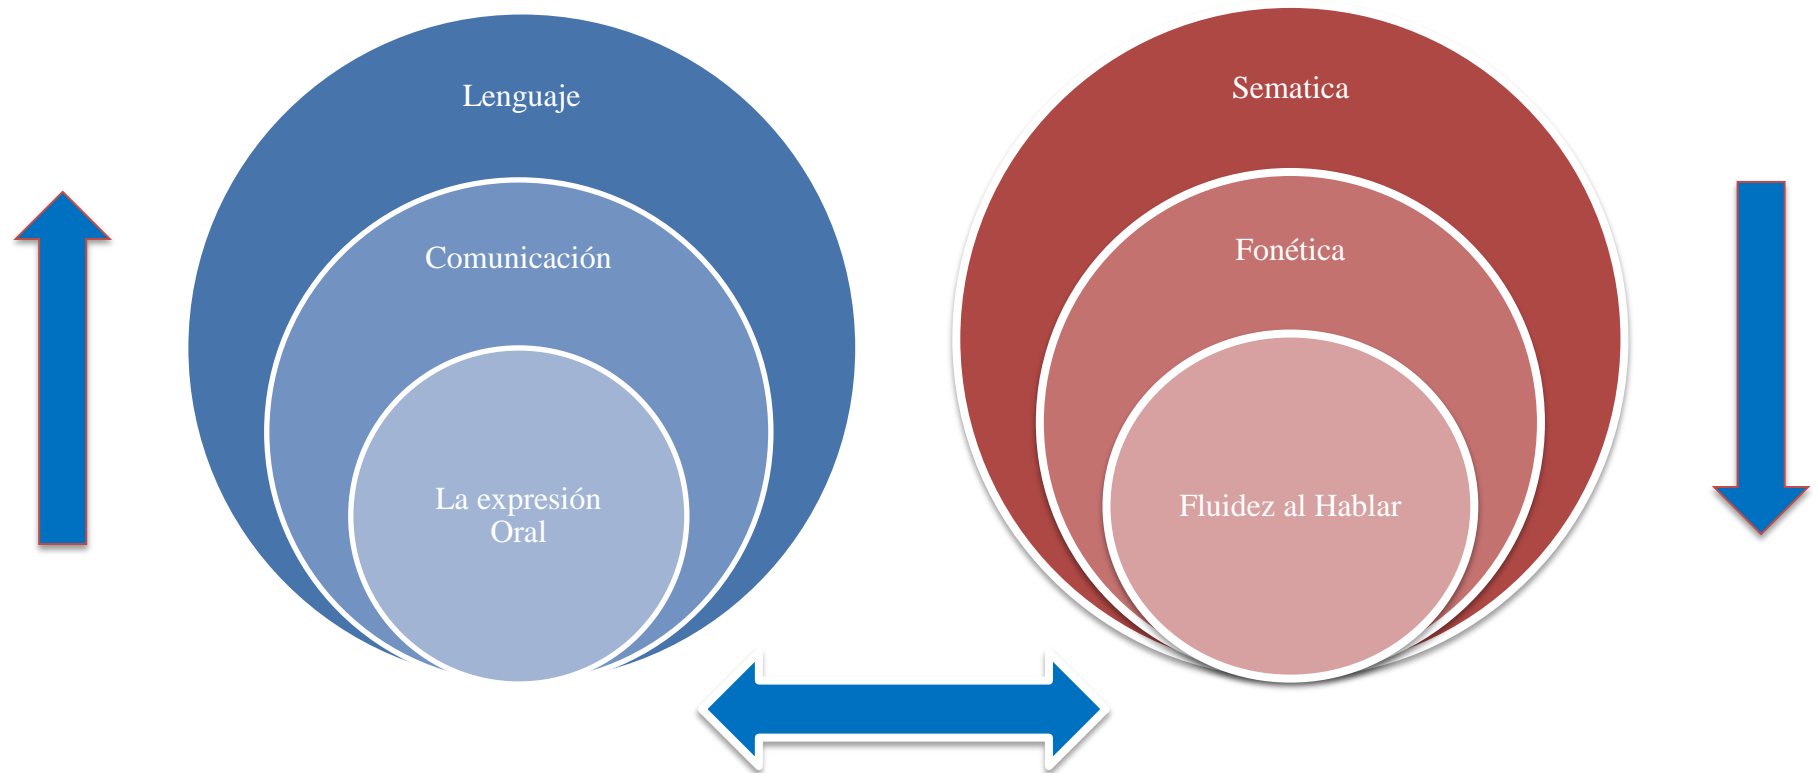 Lenguaje
Comunicación
La expresión
Oral
Sematica
Fonética
Fluidez al Hablar